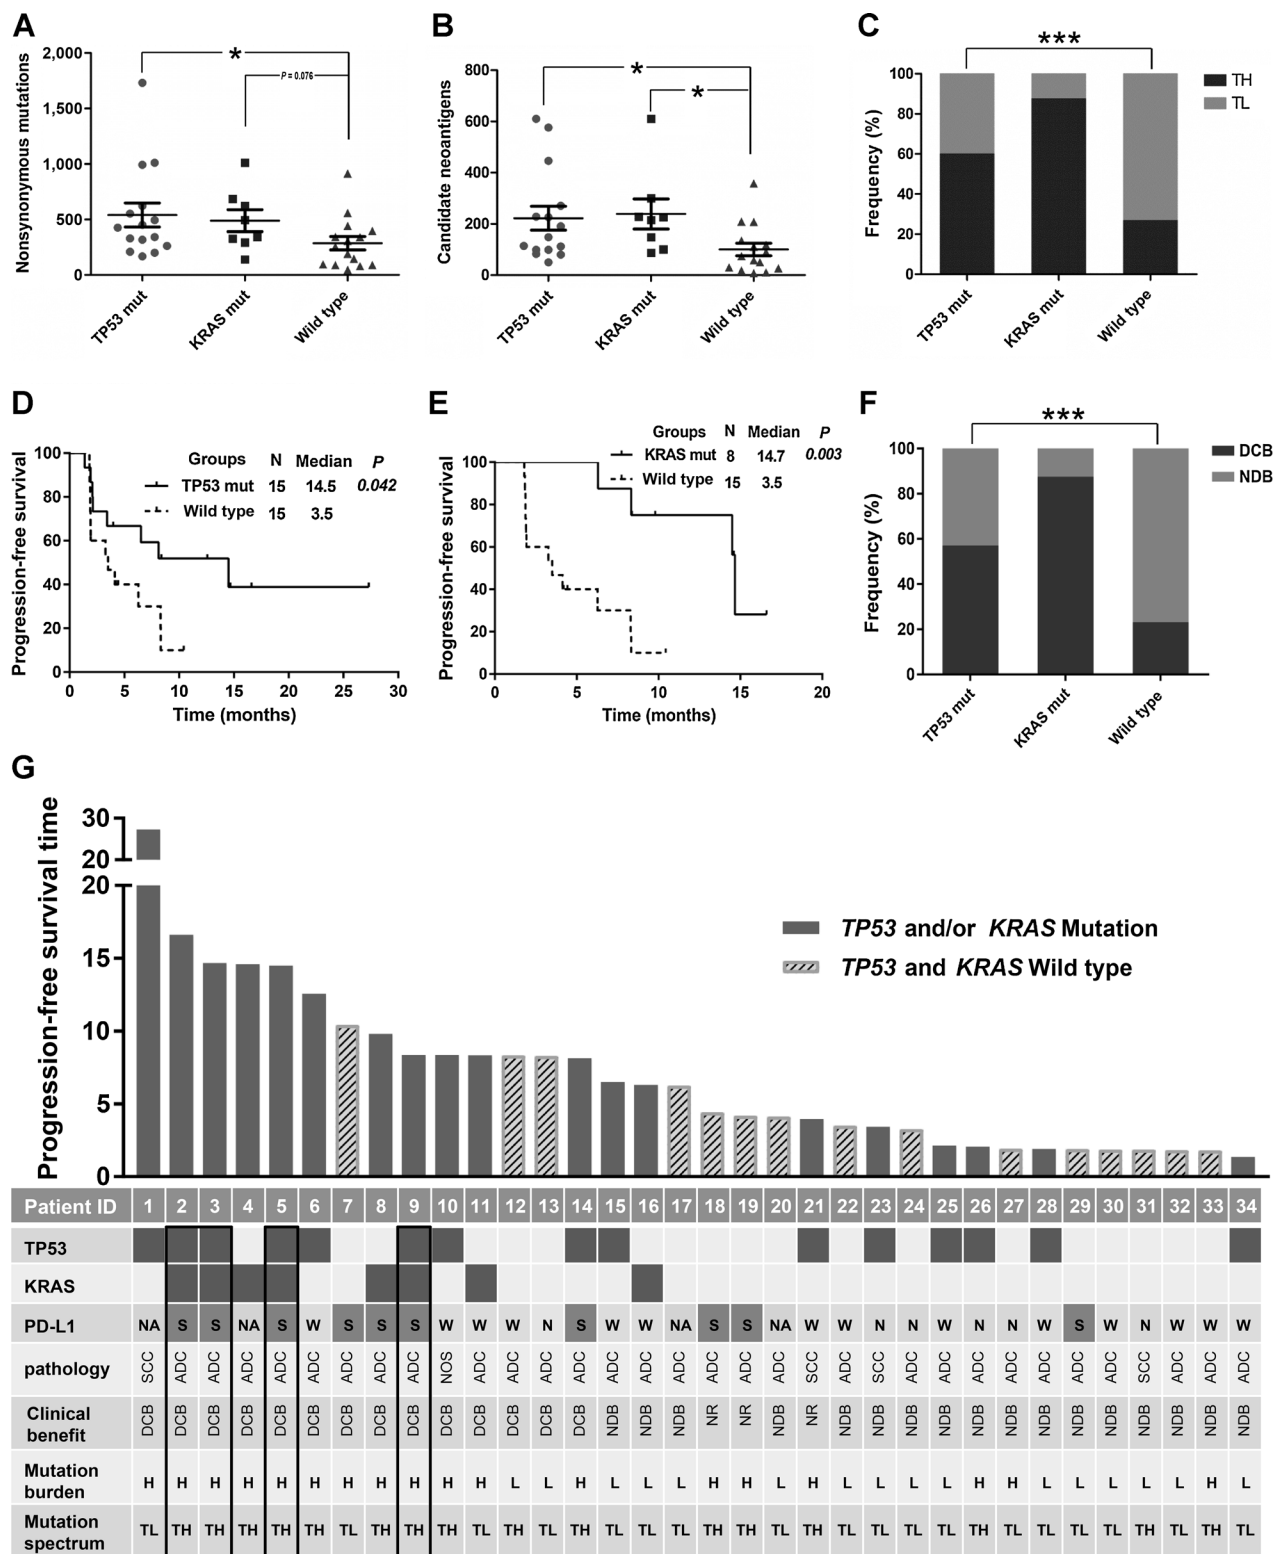 A
Nonsynonymous mutations
2,000
1,500
1,000
500
0
*
P = 0.076
TP53 mut
KRAS mut
Wild type
B
Candidate neoantigens
800
600
400
200
0
*
*
TP53 mut
KRAS mut
Wild type
C
Frequency (%)
100
80
60
40
20
0
***
TH
TL
TP53 mut
KRAS mut
Wild type
D
Progression-free survival
100
80
60
40
20
0
Groups N Median P
TP53 mut 15 14.5 0.042
Wild type 15 3.5
0 5 10 15 20 25 30
Time (months)
E
Progression-free survival
100
80
60
40
20
0
Groups N Median P
KRAS mut 8 14.7 0.003
Wild type 15 3.5
0 5 10 15 20
Time (months)
F
Frequency (%)
100
80
60
40
20
0
***
DCB
NDB
TP53 mut
KRAS mut
Wild type
G
Progression-free survival time
30
20
20
15
10
5
0
TP53 and/or KRAS Mutation
TP53 and KRAS Wild type
Patient ID 1 2 3 4 5 6 7 8 9 10 11 12 13 14 15 16 17 18 19 20 21 22 23 24 25 26 27 28 29 30 31 32 33 34
TP53
KRAS
PD-L1 NA S S NA S W S S S W W W N S W W NA S S NA W W N N W N N W S W N W W W
pathology SCC ADC ADC ADC ADC ADC ADC ADC ADC NOS ADC ADC ADC ADC ADC ADC ADC ADC ADC ADC SCC ADC SCC ADC ADC ADC ADC ADC ADC ADC SCC ADC ADC ADC
Clinical
benefit DCB DCB DCB DCB DCB DCB DCB DCB DCB DCB DCB DCB DCB DCB NDB NDB NDB NR NR NDB NR NDB NDB NDB NDB NDB NDB NDB NDB NDB NDB NDB NDB NDB
Mutation
burden H H H H H H H H H H H L L H L L L H H L H L L L L H H L L L L L H L
Mutation
spectrum TL TH TH TH TH TH TL TH TH TH TL TH TL TH TL TL TL TH TH TL TH TL TL TL TL TH TL TL TL TL TH TL TH TL